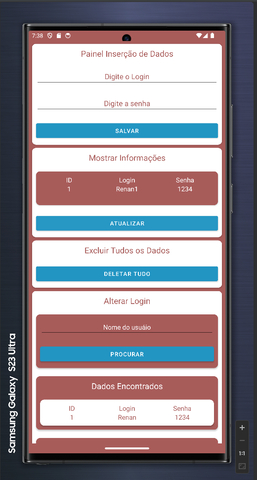 7:38
Painel Inserção de Dados
Digite o Login
Digite a senha
SALVAR
Mostrar Informações
ID Login Senha
1 Renan1 1234
ATUALIZAR
Excluir Tudos os Dados
DELETAR TUDO
Alterar Login
Nome do usuáio
PROCURAR
Dados Encontrados
ID Login Senha
1 Renan 1234
Samsung Galaxy S23 Ultra
+
−
1:1